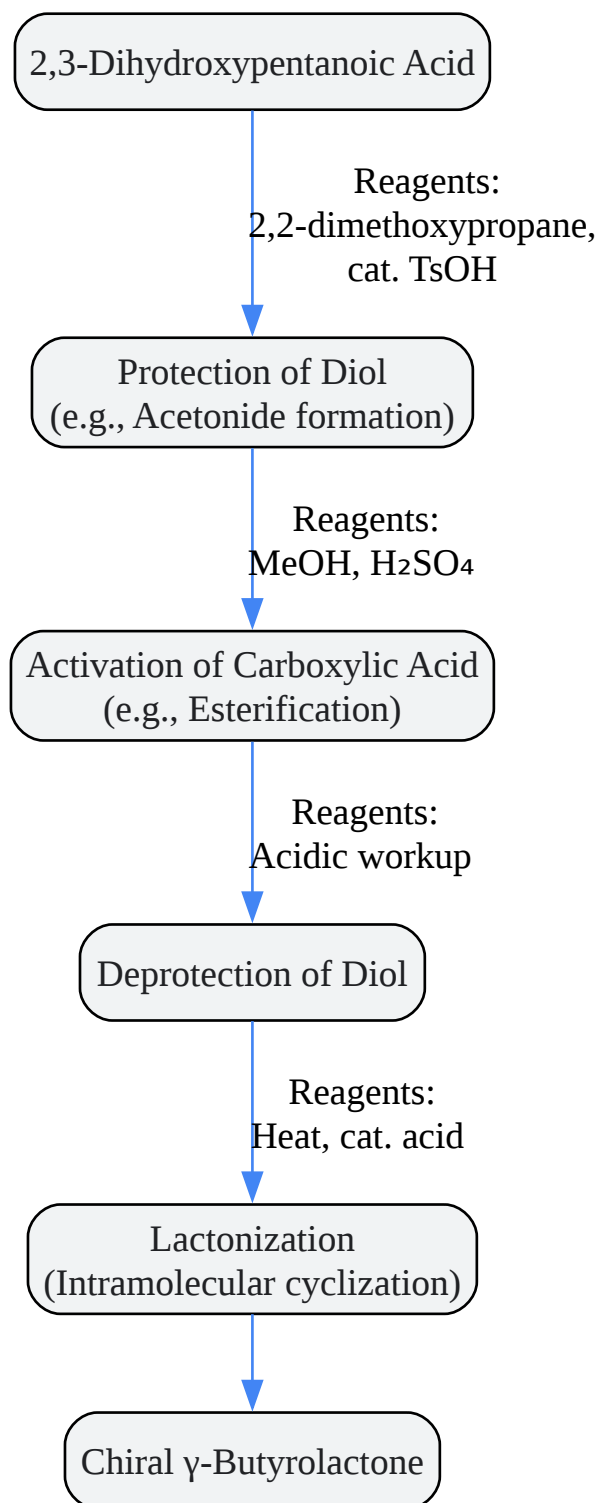 2,3-Dihydroxypentanoic Acid
Reagents:
2,2-dimethoxypropane,
cat. TsOH
Protection of Diol
(e.g., Acetonide formation)
Reagents:
MeOH, H₂SO₄
Activation of Carboxylic Acid
(e.g., Esterification)
Reagents:
Acidic workup
Deprotection of Diol
Reagents:
Heat, cat. acid
Lactonization
(Intramolecular cyclization)
Chiral γ-Butyrolactone